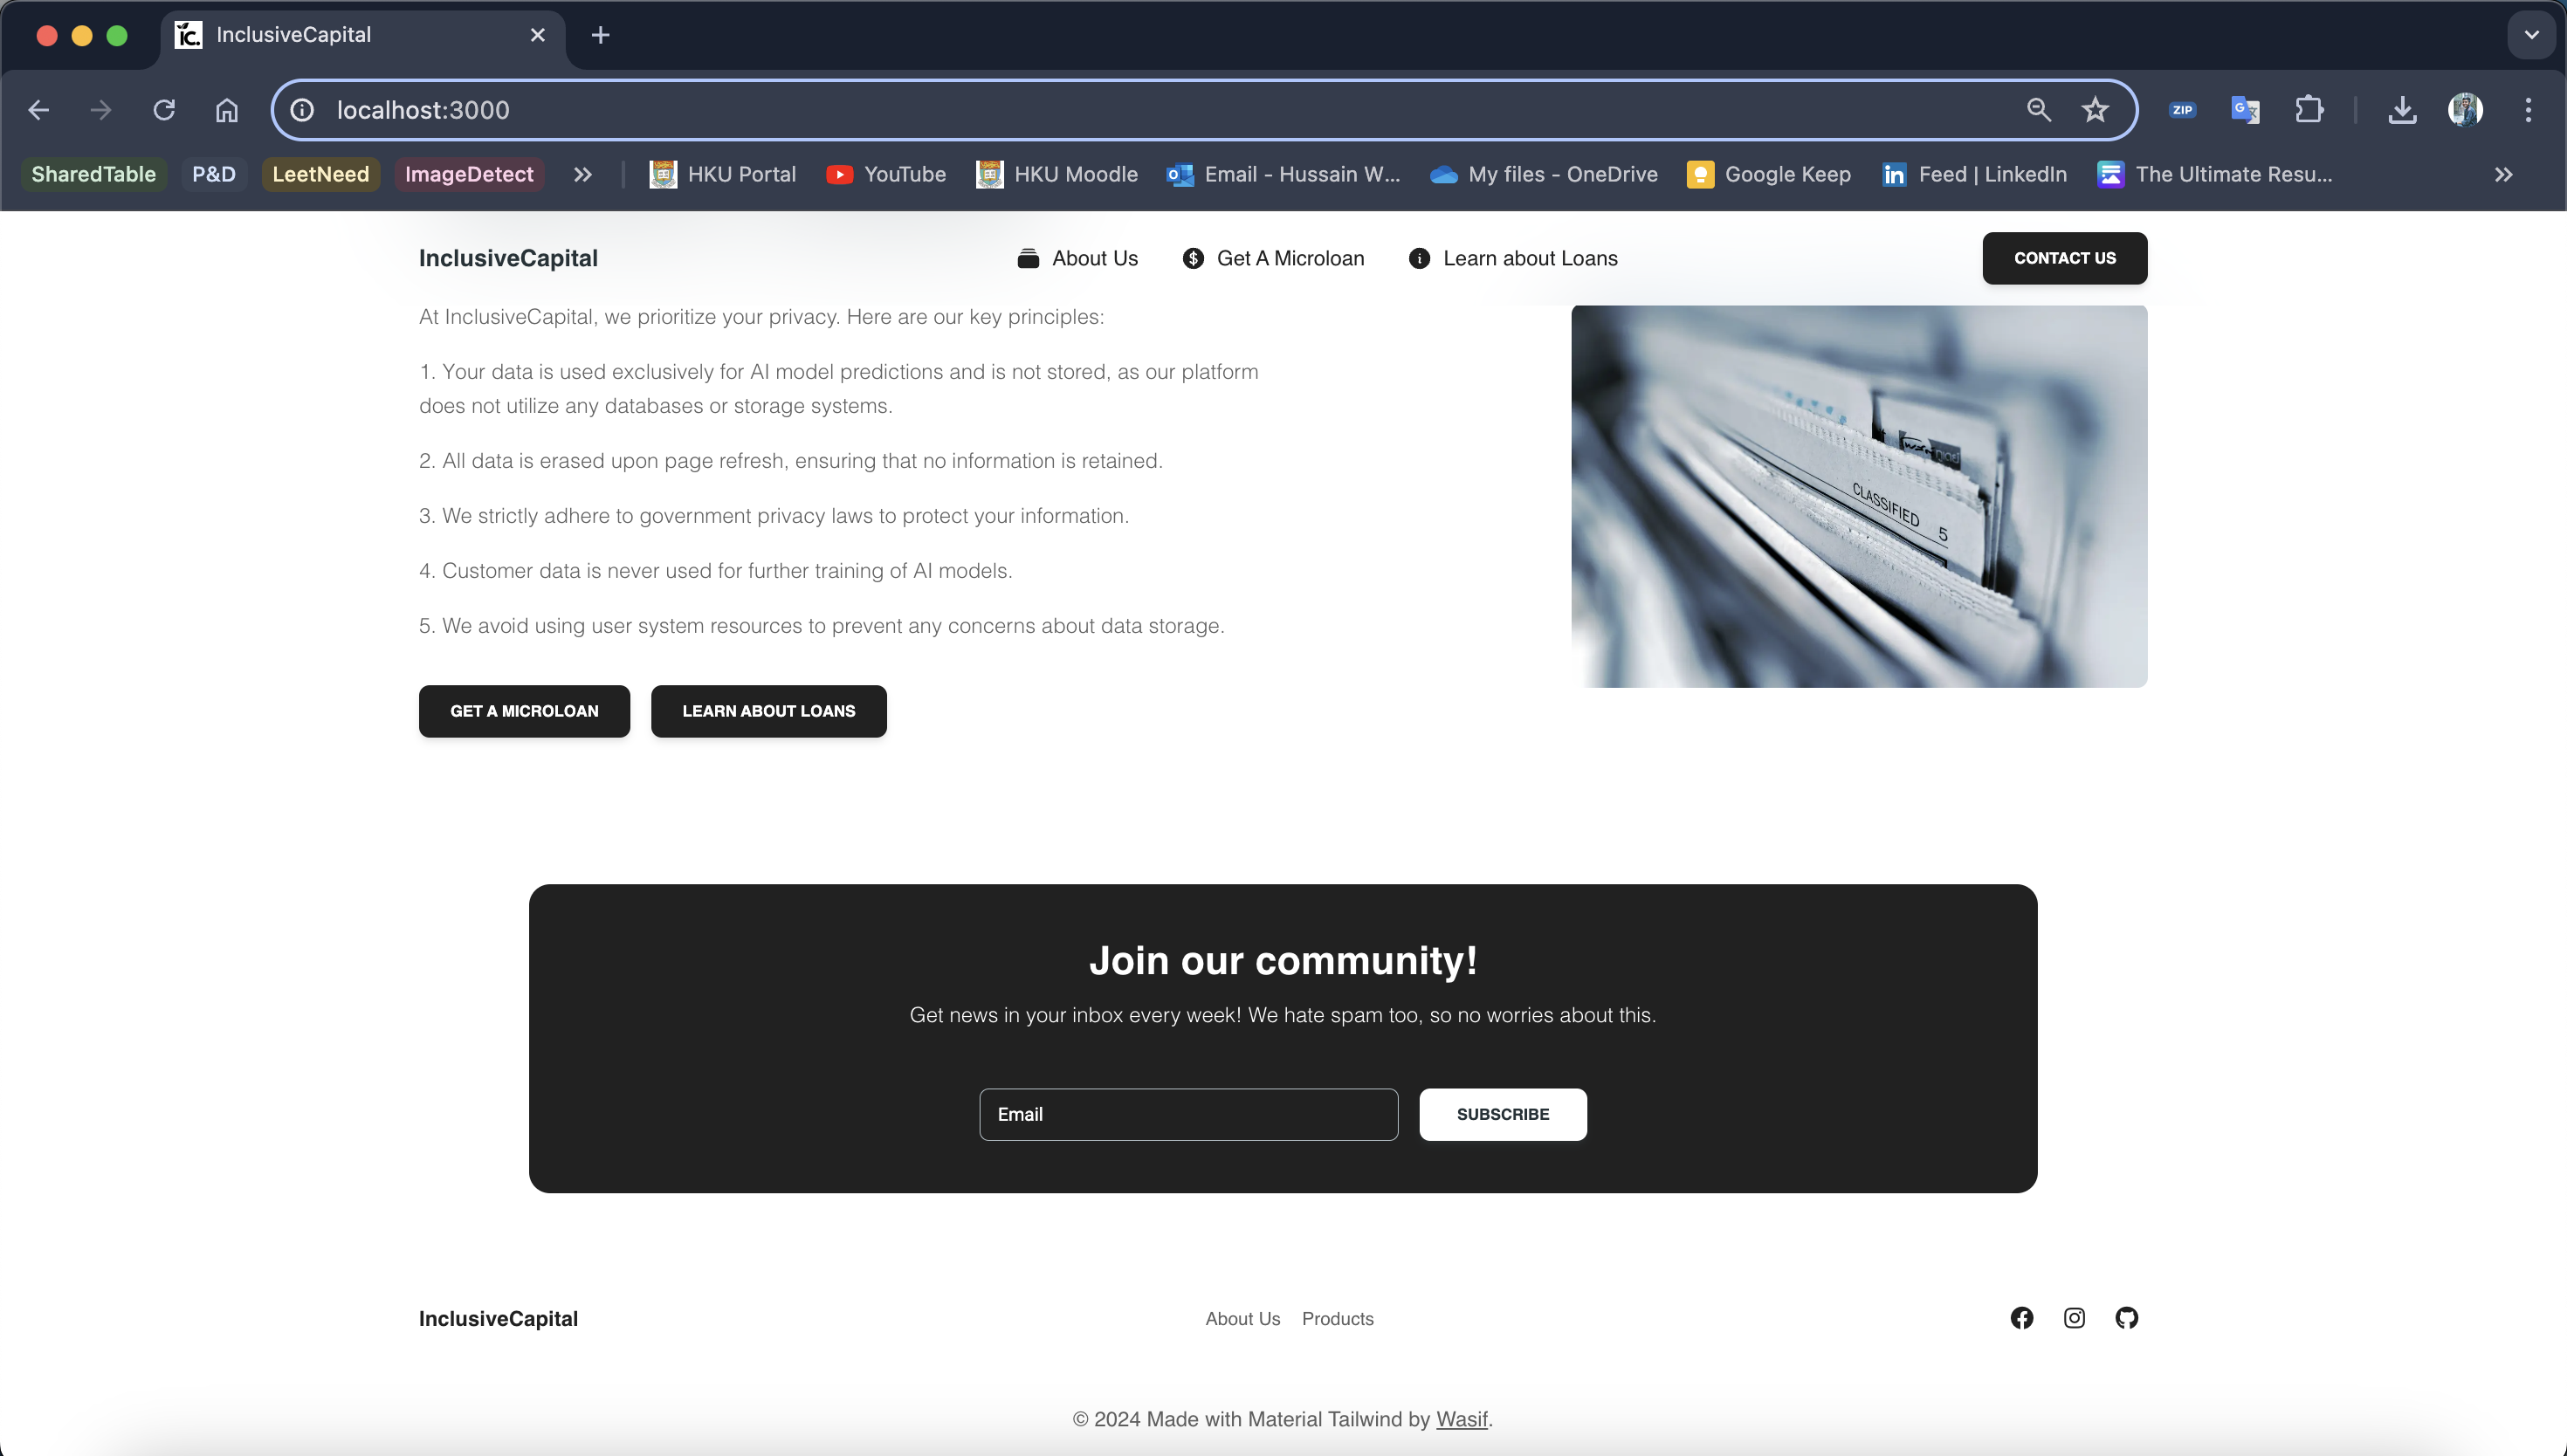 ic.
InclusiveCapital
localhost:3000
ZIP
SharedTable
P&D
LeetNeed
ImageDetect
HKU Portal
YouTube
HKU Moodle
Email - Hussain W...
My files - OneDrive
Google Keep
Feed | LinkedIn
The Ultimate Resu...
InclusiveCapital
About Us
Get A Microloan
Learn about Loans
CONTACT US
At InclusiveCapital, we prioritize your privacy. Here are our key principles:
1. Your data is used exclusively for AI model predictions and is not stored, as our platform
does not utilize any databases or storage systems.
2. All data is erased upon page refresh, ensuring that no information is retained.
3. We strictly adhere to government privacy laws to protect your information.
4. Customer data is never used for further training of AI models.
5. We avoid using user system resources to prevent any concerns about data storage.
CLASSIFIED 5
GET A MICROLOAN
LEARN ABOUT LOANS
Join our community!
Get news in your inbox every week! We hate spam too, so no worries about this.
Email
SUBSCRIBE
InclusiveCapital
About Us
Products
© 2024 Made with Material Tailwind by Wasif.